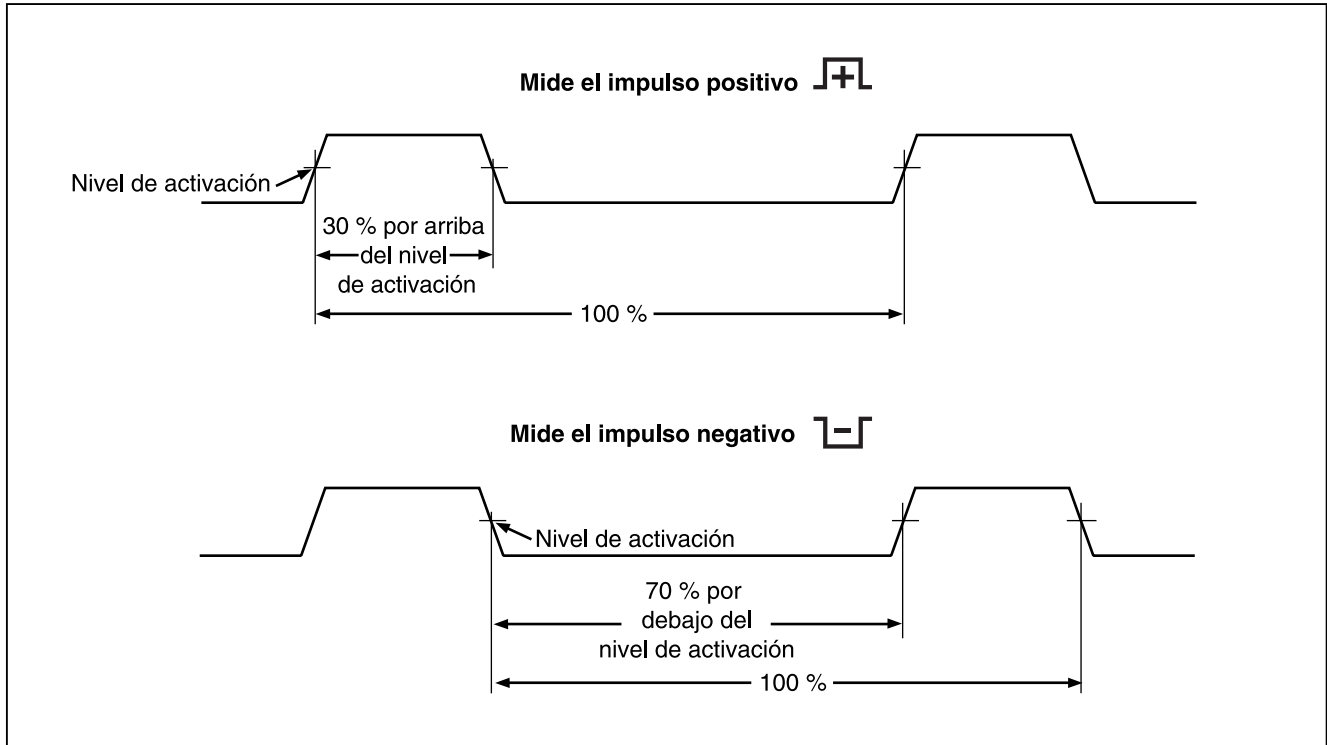 Mide el impulso positivo +
Nivel de activación
30 % por arriba
del nivel
de activación
100 %
Mide el impulso negativo -
Nivel de activación
70 % por
debajo del
nivel de activación
100 %